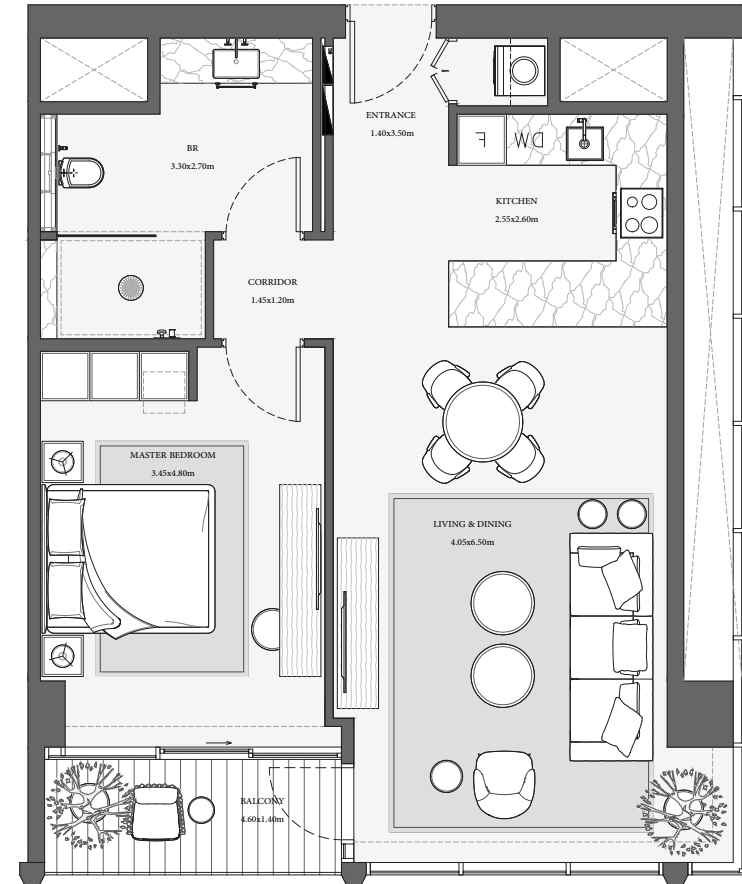 ENTRANCE
1.40x3.50m
F
DW
BR
3.30x2.70m
KITCHEN
2.55x2.60m
CORRIDOR
1.45x1.20m
MASTER BEDROOM
3.45x4.80m
LIVING & DINING
4.05x6.50m
BALCONY
4.60x1.40m